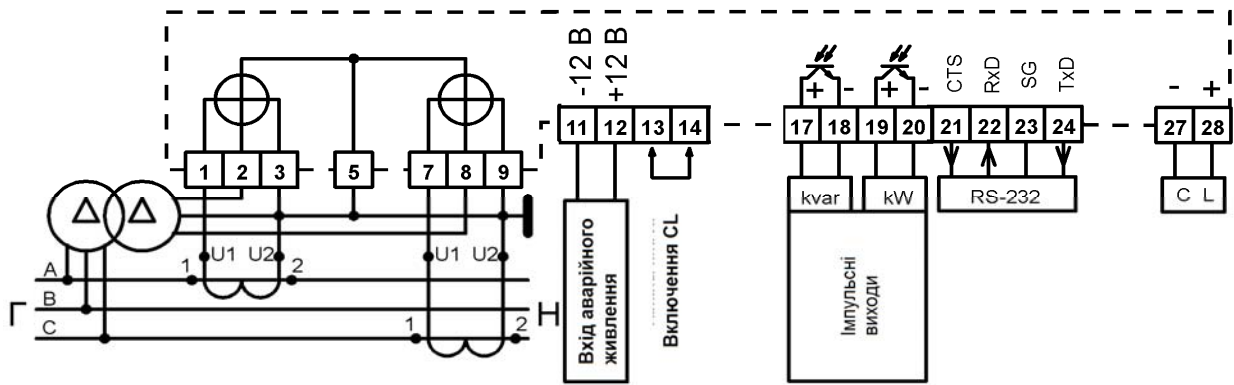 -12 В
+12 В
CTS
RxD
SG
TxD
+ -
+ -
- +
1 2 3
5
7 8 9
11 12 13 14
17 18 19 20 21 22 23 24
27 28
kvar
kW
RS-232
C L
Δ Δ
U1 U2
U1 U2
1 2
A
B
C
1 2
Г
Н
Вхід аварійного
живлення
Включення CL
Імпульсні
виходи